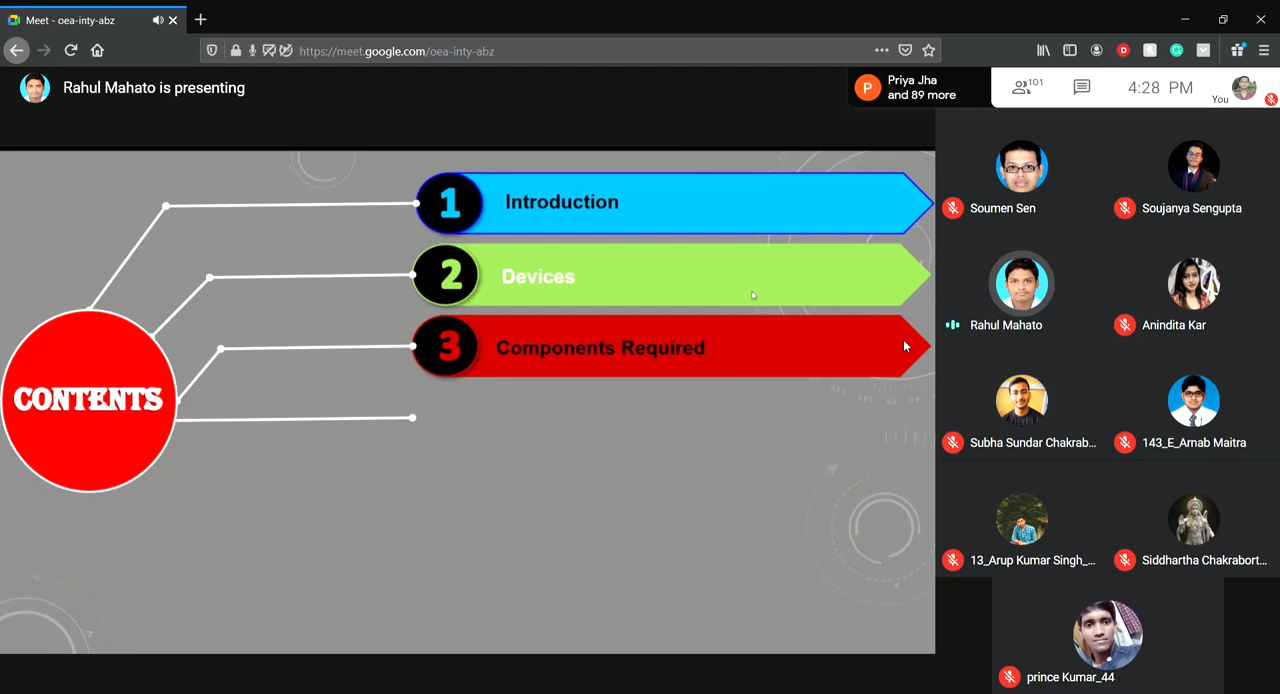 Meet - oea-inty-abz
https://meet.google.com/oea-inty-abz
Rahul Mahato is presenting
P
Priya Jha
and 89 more
101
4:28 PM
You
D
1
Introduction
2
Devices
3
Components Required
CONTENTS
Soumen Sen
Soujanya Sengupta
Rahul Mahato
Anindita Kar
Subha Sundar Chakrab...
143_E_Arnab Maitra
13_Arup Kumar Singh_...
Siddhartha Chakrabort...
prince Kumar_44